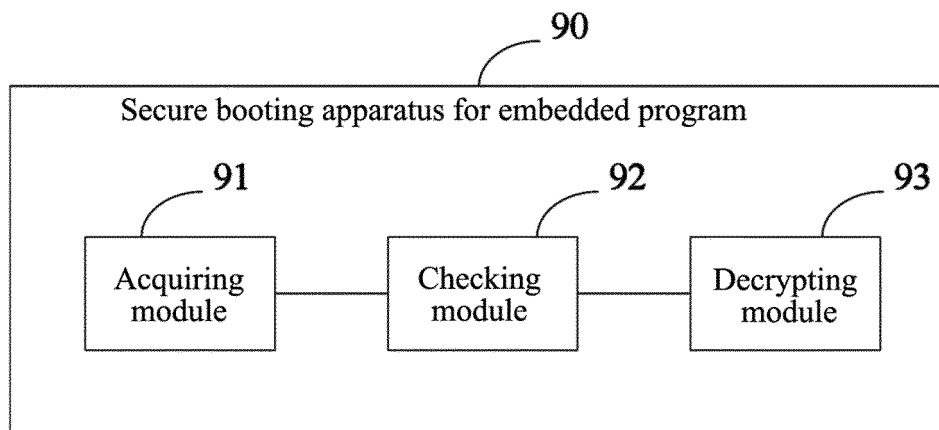 90
Secure booting apparatus for embedded program
91
92
93
Acquiring
module
Checking
module
Decrypting
module